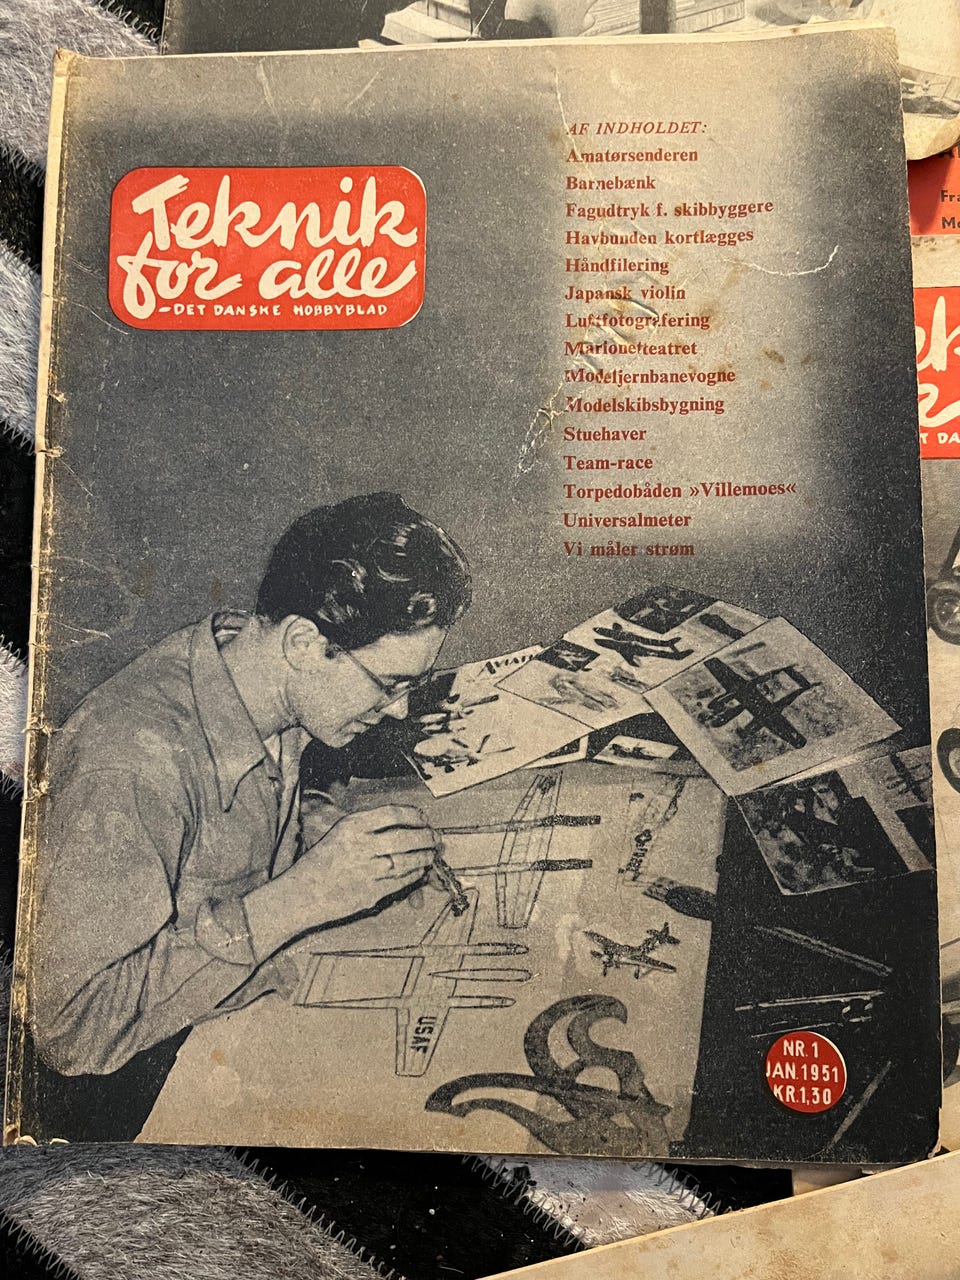 Teknik
for alle
-DET DANSKE HOBBYBLAD
AF INDHOLDET:
Amatørsenderen
Barnebænk
Fagudtryk f. skibbyggere
Havbunden kortlægges
Håndfilering
Japansk violin
Luftfotografering
Marionetteatret
Modeljernbanevogne
Modelskibsbygning
Stuehaver
Team-race
Torpedobåden »Villemoes«
Universalmeter
Vi måler strøm
USAF
NR. 1
JAN. 1951
KR. 1,30